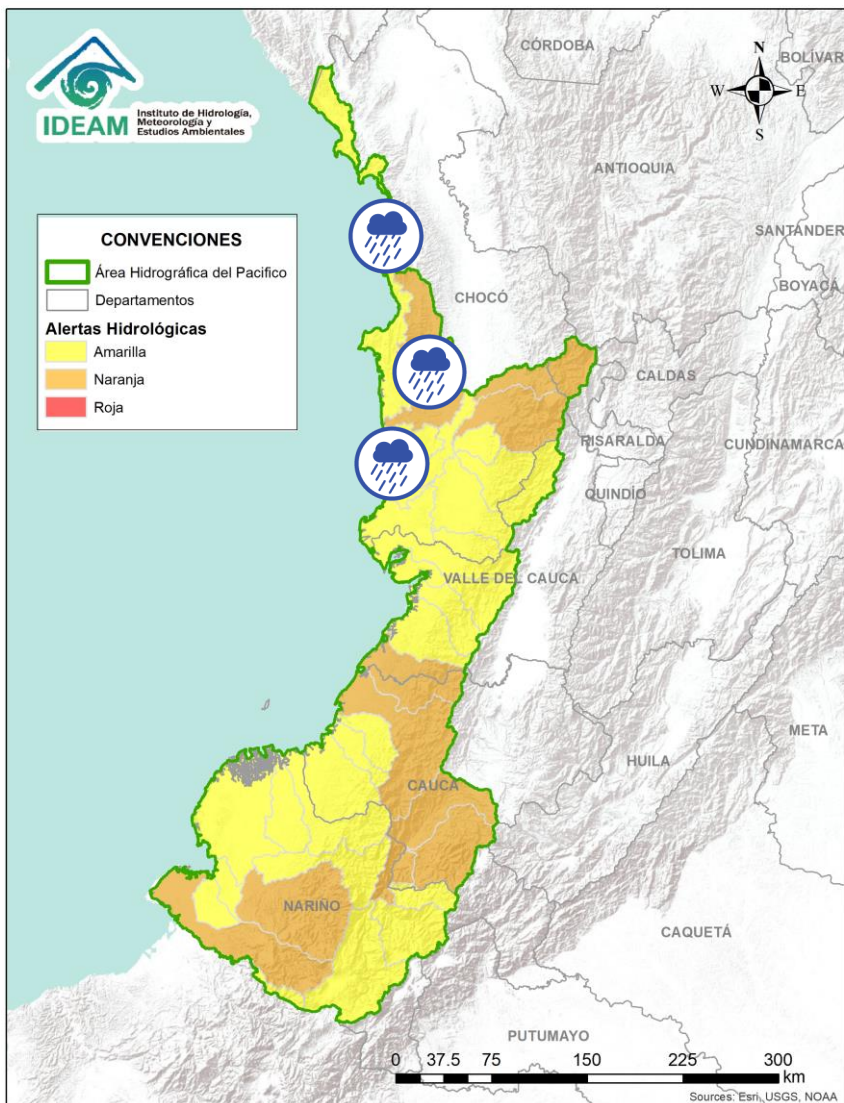 IDEAM
Instituto de Hidrología,
Meteorología y
Estudios Ambientales
CÓRDOBA
BOLÍVAR
N
W
E
S
ANTIOQUIA
SANTANDER
BOYACÁ
CONVENCIONES
Área Hidrográfica del Pacifico
Departamentos
Alertas Hidrológicas
Amarilla
Naranja
Roja
CHOCÓ
CALDAS
RISARALDA
CUNDINAMARCA
QUINDÍO
TOLIMA
VALLE DEL CAUCA
META
HUILA
CAUCA
NARIÑO
CAQUETÁ
PUTUMAYO
0 37.5 75 150 225 300
km
Sources: Esri, USGS, NOAA